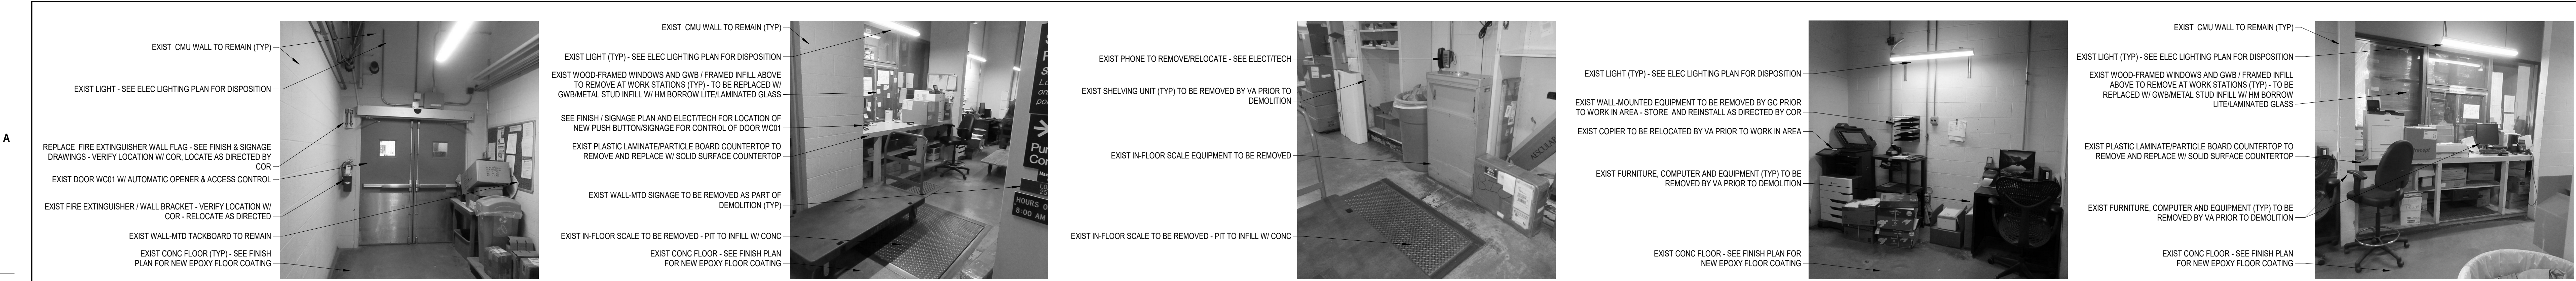 EXIST CMU WALL TO REMAIN (TYP)
EXIST LIGHT - SEE ELEC LIGHTING PLAN FOR DISPOSITION
A
REPLACE FIRE EXTINGUISHER WALL FLAG - SEE FINISH & SIGNAGE
DRAWINGS - VERIFY LOCATION W/ COR, LOCATE AS DIRECTED BY
COR
EXIST DOOR WC01 W/ AUTOMATIC OPENER & ACCESS CONTROL
EXIST FIRE EXTINGUISHER / WALL BRACKET - VERIFY LOCATION W/
COR - RELOCATE AS DIRECTED
EXIST WALL-MTD TACKBOARD TO REMAIN
EXIST CONC FLOOR (TYP) - SEE FINISH
PLAN FOR NEW EPOXY FLOOR COATING
EXIST CMU WALL TO REMAIN (TYP)
EXIST LIGHT (TYP) - SEE ELEC LIGHTING PLAN FOR DISPOSITION
EXIST WOOD-FRAMED WINDOWS AND GWB / FRAMED INFILL ABOVE
TO REMOVE AT WORK STATIONS (TYP) - TO BE REPLACED W/
GWB/METAL STUD INFILL W/ HM BORROW LITE/LAMINATED GLASS
SEE FINISH / SIGNAGE PLAN AND ELECT/TECH FOR LOCATION OF
NEW PUSH BUTTON/SIGNAGE FOR CONTROL OF DOOR WC01
EXIST PLASTIC LAMINATE/PARTICLE BOARD COUNTERTOP TO
REMOVE AND REPLACE W/ SOLID SURFACE COUNTERTOP
EXIST WALL-MTD SIGNAGE TO BE REMOVED AS PART OF
DEMOLITION (TYP)
EXIST IN-FLOOR SCALE TO BE REMOVED - PIT TO INFILL W/ CONC
EXIST CONC FLOOR - SEE FINISH PLAN
FOR NEW EPOXY FLOOR COATING
HOURS O
8:00 AM
EXIST PHONE TO REMOVE/RELOCATE - SEE ELECT/TECH
EXIST SHELVING UNIT (TYP) TO BE REMOVED BY VA PRIOR TO
DEMOLITION
EXIST IN-FLOOR SCALE EQUIPMENT TO BE REMOVED
EXIST IN-FLOOR SCALE TO BE REMOVED - PIT TO INFILL W/ CONC
EXIST LIGHT (TYP) - SEE ELEC LIGHTING PLAN FOR DISPOSITION
EXIST WALL-MOUNTED EQUIPMENT TO BE REMOVED BY GC PRIOR
TO WORK IN AREA - STORE AND REINSTALL AS DIRECTED BY COR
EXIST COPIER TO BE RELOCATED BY VA PRIOR TO WORK IN AREA
EXIST FURNITURE, COMPUTER AND EQUIPMENT (TYP) TO BE
REMOVED BY VA PRIOR TO DEMOLITION
EXIST CONC FLOOR - SEE FINISH PLAN FOR
NEW EPOXY FLOOR COATING
EXIST CMU WALL TO REMAIN (TYP)
EXIST LIGHT (TYP) - SEE ELEC LIGHTING PLAN FOR DISPOSITION
EXIST WOOD-FRAMED WINDOWS AND GWB / FRAMED INFILL
ABOVE TO REMOVE AT WORK STATIONS (TYP) - TO BE
REPLACED W/ GWB/METAL STUD INFILL W/ HM BORROW
LITE/LAMINATED GLASS
EXIST PLASTIC LAMINATE/PARTICLE BOARD COUNTERTOP TO
REMOVE AND REPLACE W/ SOLID SURFACE COUNTERTOP
EXIST FURNITURE, COMPUTER AND EQUIPMENT (TYP) TO BE
REMOVED BY VA PRIOR TO DEMOLITION
EXIST CONC FLOOR - SEE FINISH PLAN
FOR NEW EPOXY FLOOR COATING